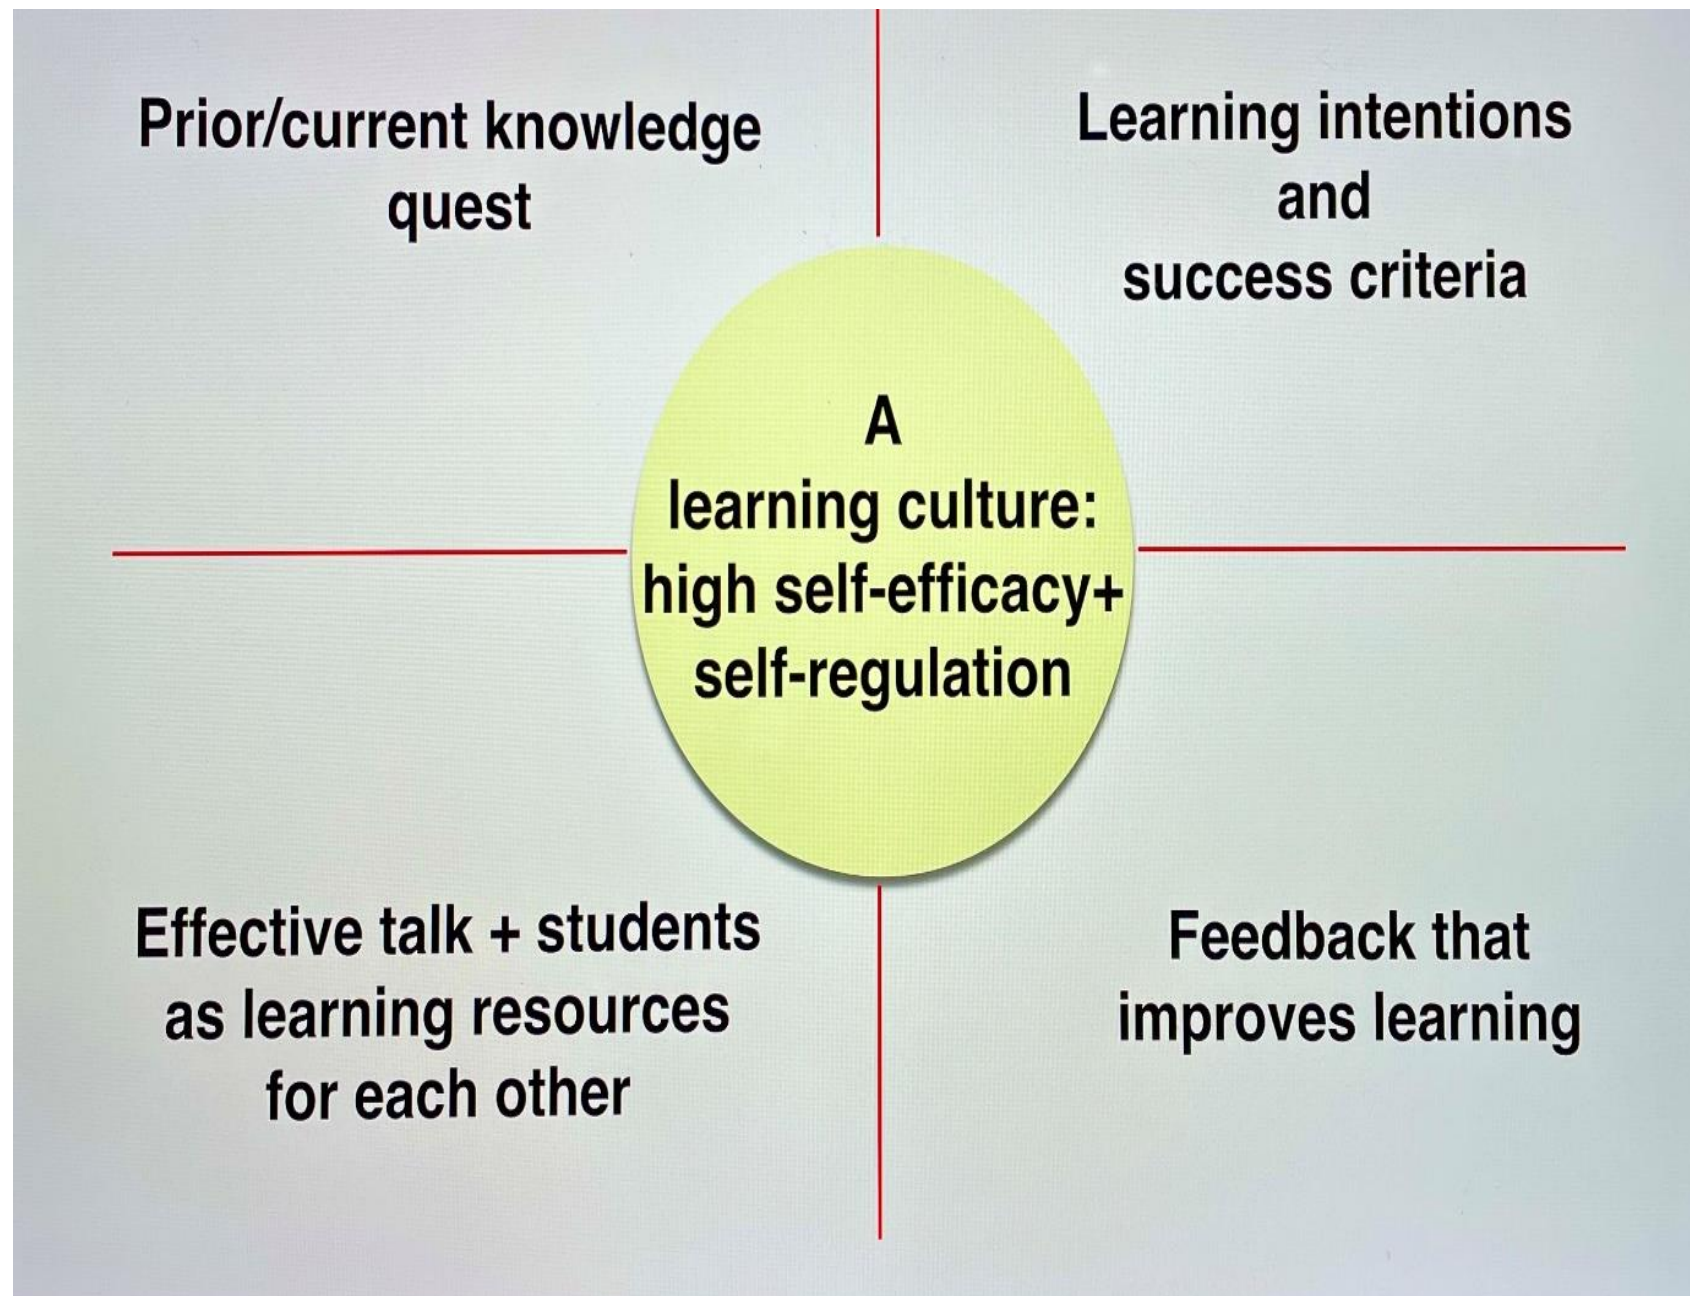 Prior/current knowledge
quest
Learning intentions
and
success criteria
A
learning culture:
high self-efficacy+
self-regulation
Effective talk + students
as learning resources
for each other
Feedback that
improves learning